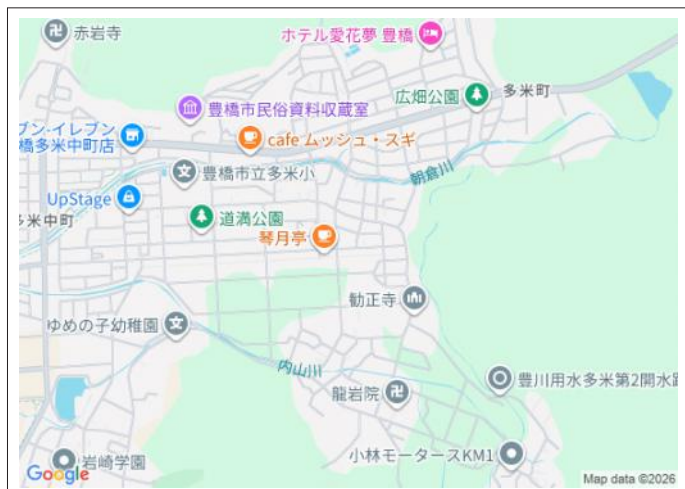 赤岩寺
ホテル愛花夢 豊橋
広畑公園
多米町
豊橋市民俗資料収蔵室
ブン-イレブン
橋多米中町店
cafe ムッシュ・スギ
豊橋市立多米小
朝倉川
UpStage
多米中町
道満公園
琴月亭
勧正寺
ゆめの子幼稚園
内山川
豊川用水多米第2開水路
龍岩院
岩崎学園
小林モータースKM1
Google
Map data ©2026